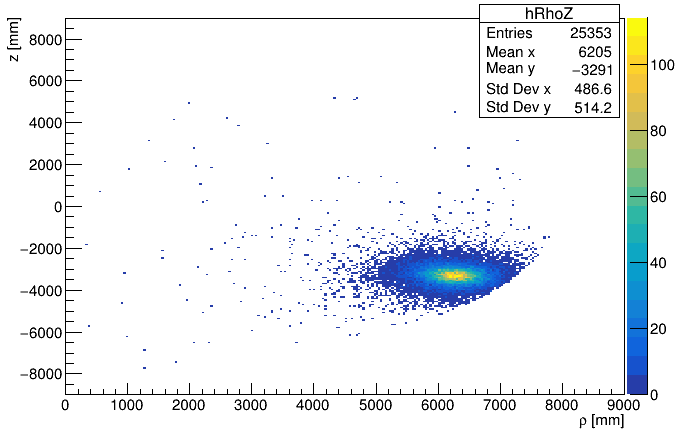 hRhoZ
Entries 25353
Mean x 6205
Mean y −3291
Std Dev x 486.6
Std Dev y 514.2
z [mm]
8000
6000
4000
2000
0
−2000
−4000
−6000
−8000
0 1000 2000 3000 4000 5000 6000 7000 8000 9000
ρ [mm]
100
80
60
40
20
0